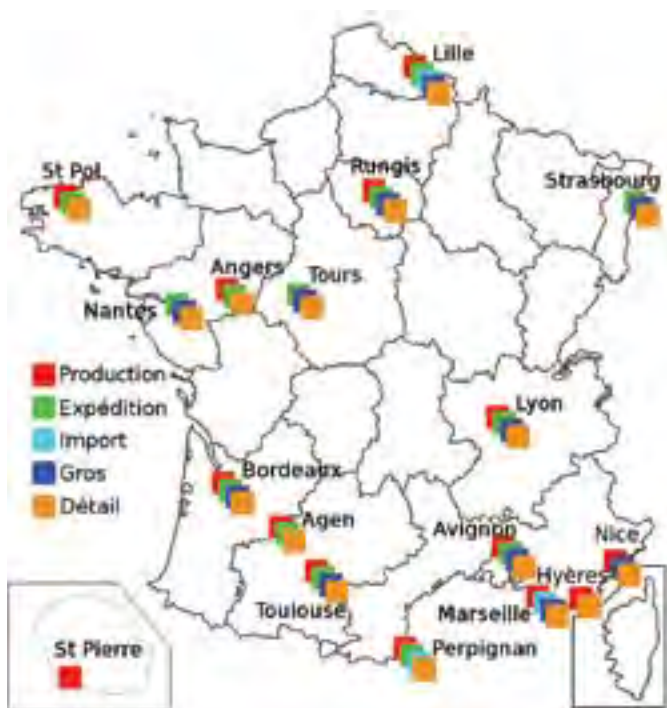 Lille
St Pol
Rungis
Strasbourg
Angers
Tours
Nantes
Production
Expédition
Import
Gros
Détail
Lyon
Bordeaux
Agen
Avignon
Nice
Hyères
Toulouse
Marseille
Perpignan
St Pierre